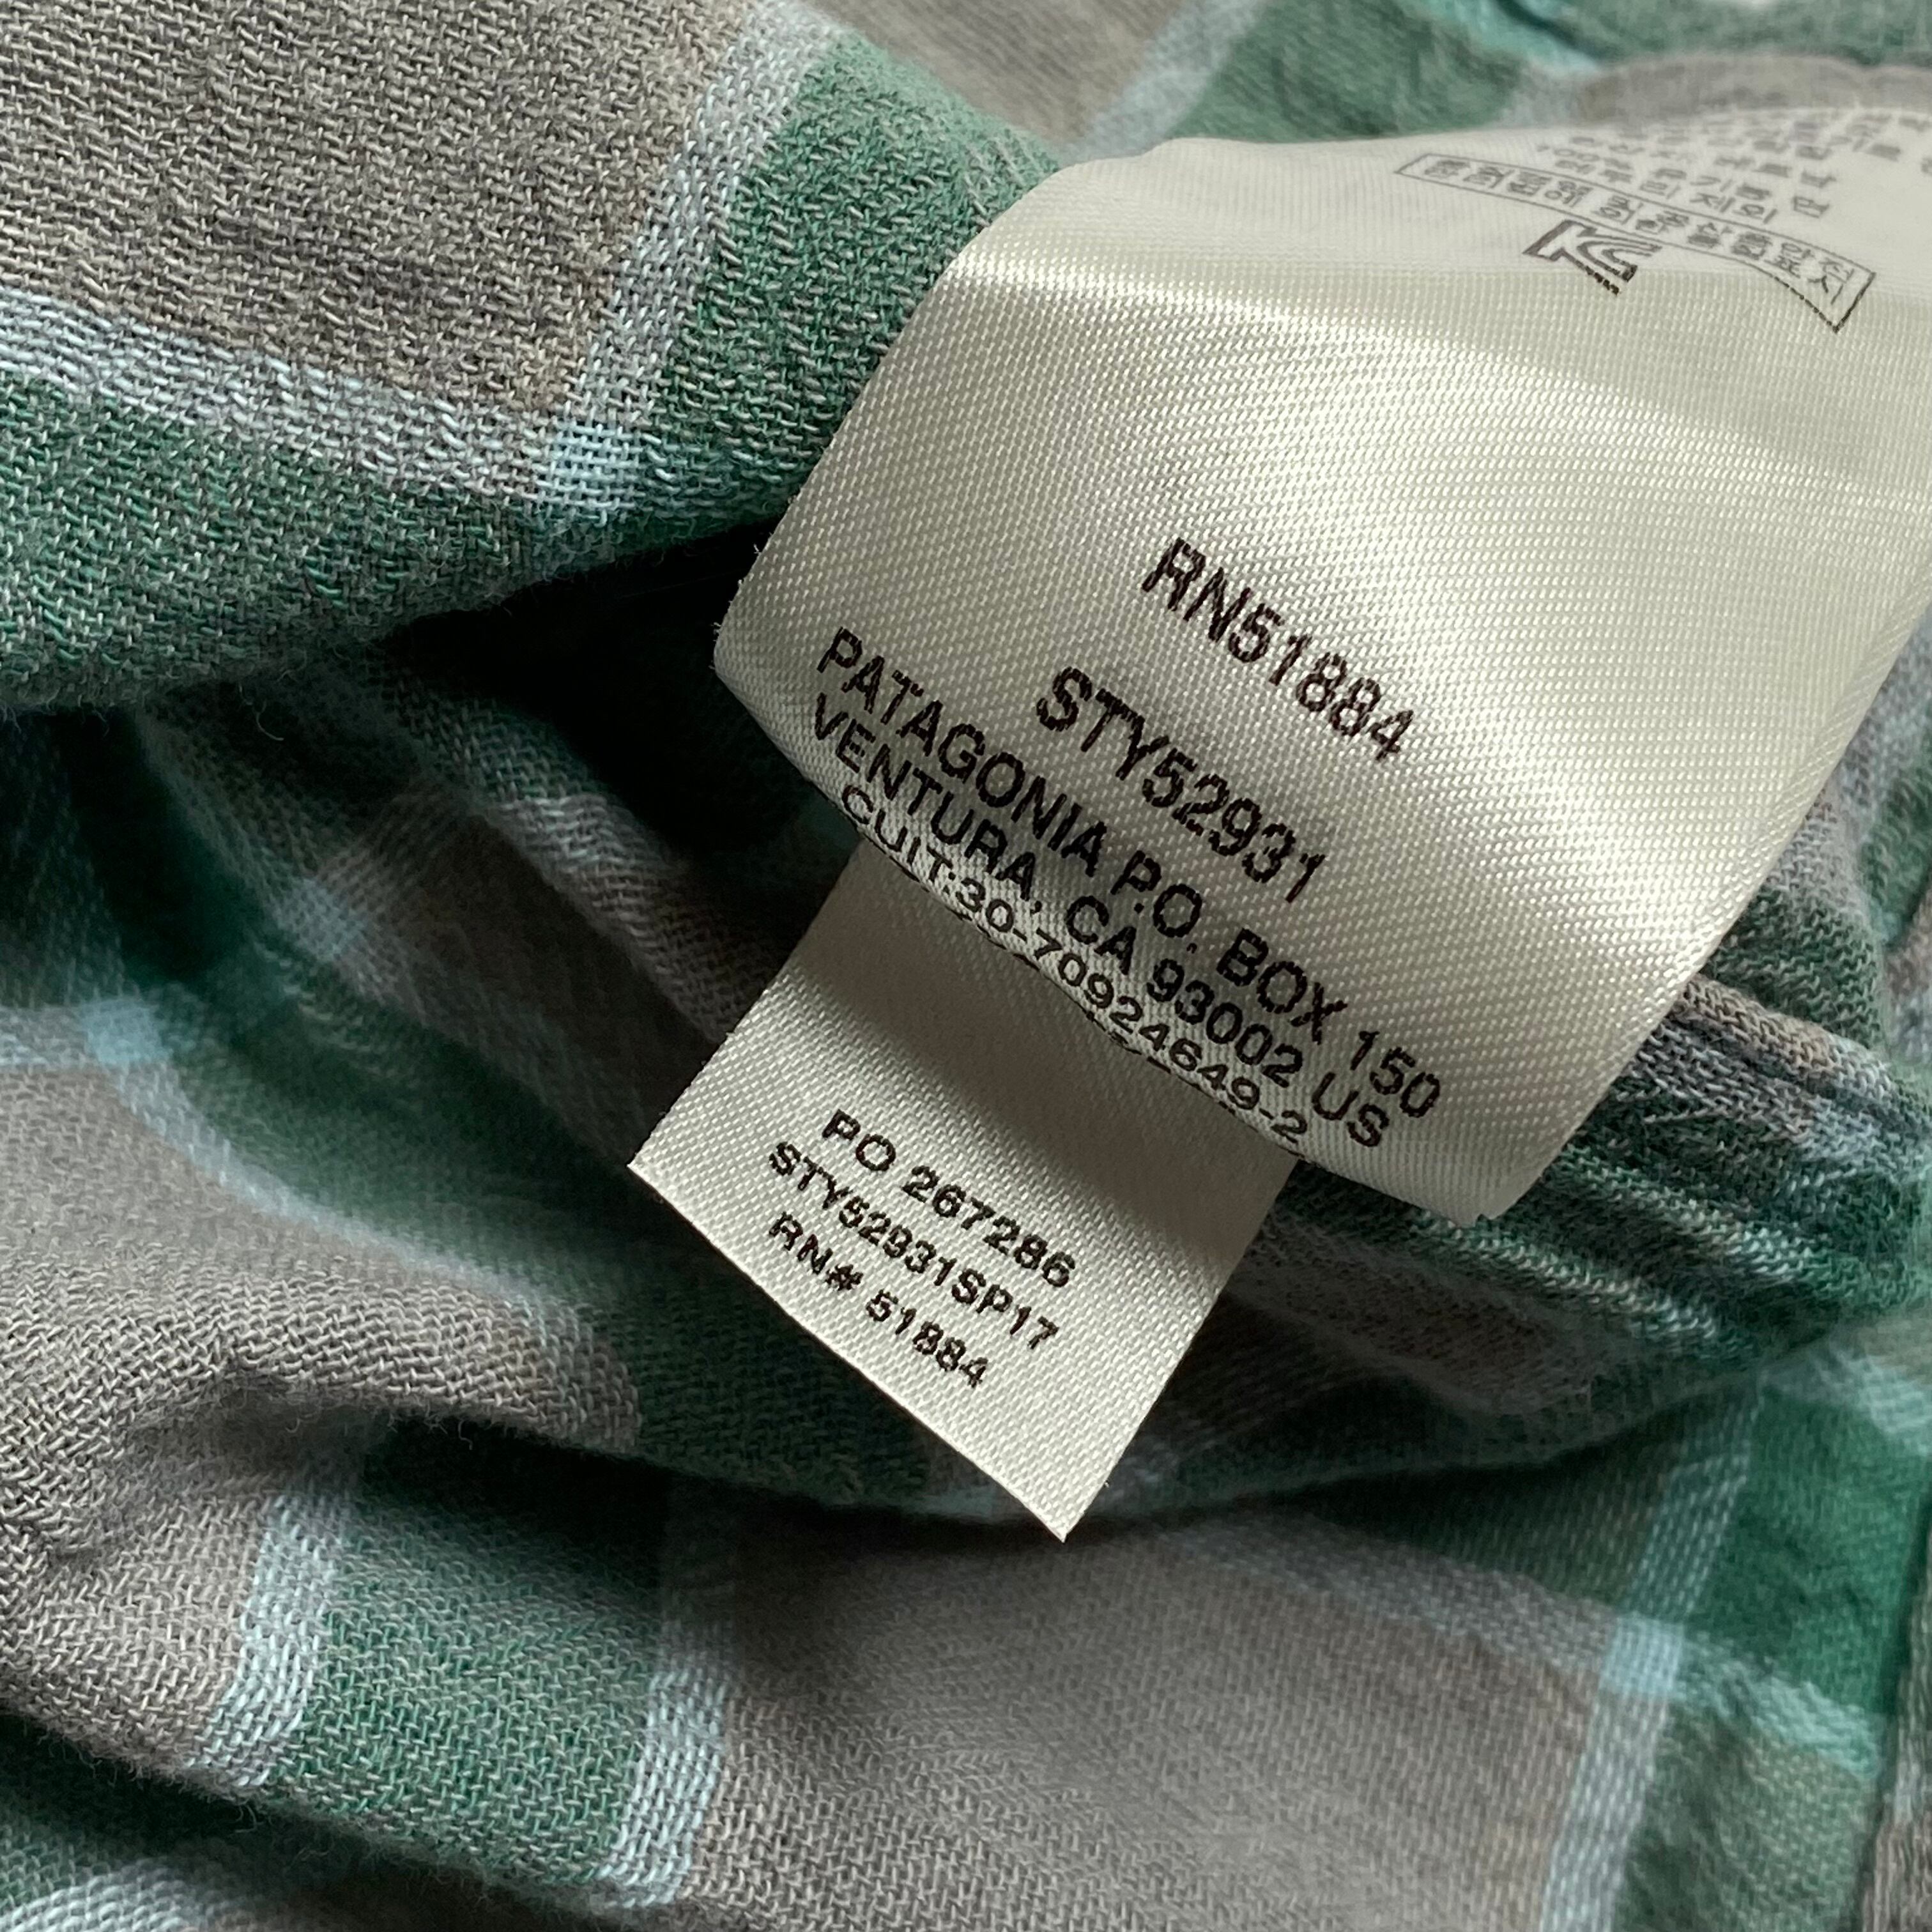 RN51884
STY52931
PATAGONIA P.O. BOX 150
VENTURA, CA 93002 US
CUIT:30-70924649-2
PO 267286
STY52931SP17
RN# 51884